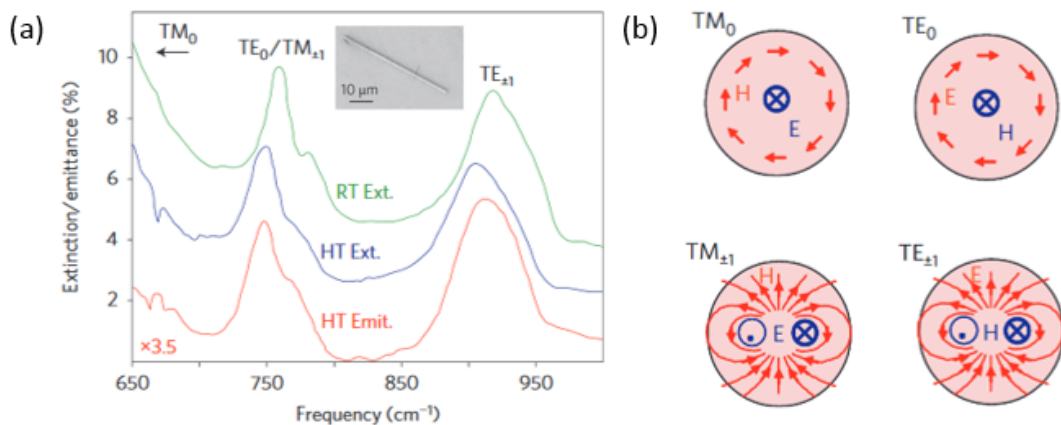 (a)
TM0
TE0/TM±1
TE±1
10 μm
RT Ext.
HT Ext.
HT Emit.
×3.5
10
8
6
4
2
Extinction/emittance (%)
650
750
850
950
Frequency (cm⁻¹)
(b)
TM0
TE0
H
E
E
H
TM±1
TE±1
H
E
E
H